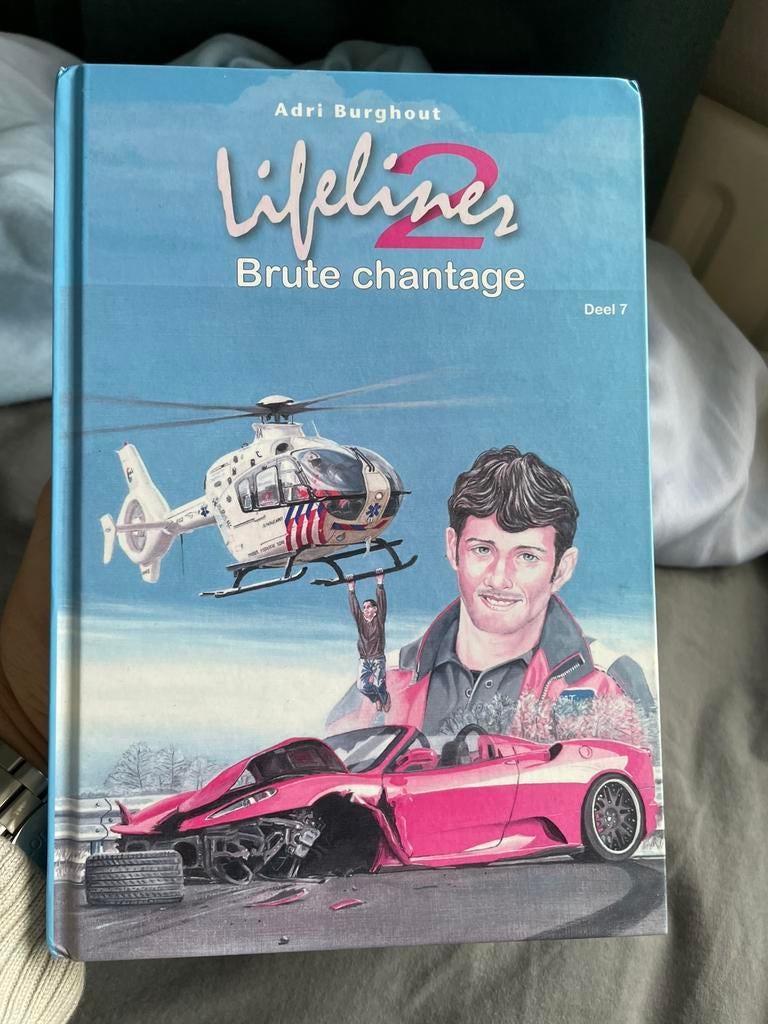 Adri Burghout
Lifeliner 2
Brute chantage
Deel 7